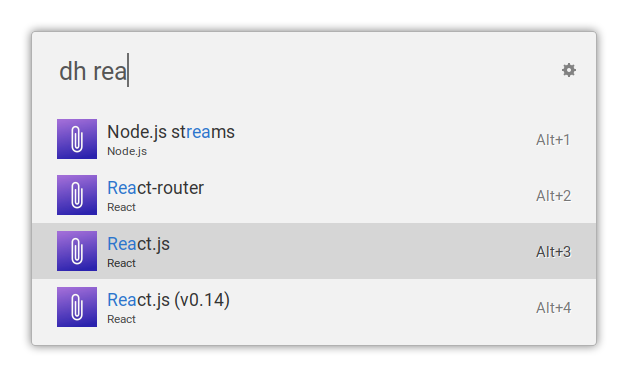 dh rea
Node.js streams
Node.js
Alt+1
React-router
React
Alt+2
React.js
React
Alt+3
React.js (v0.14)
React
Alt+4